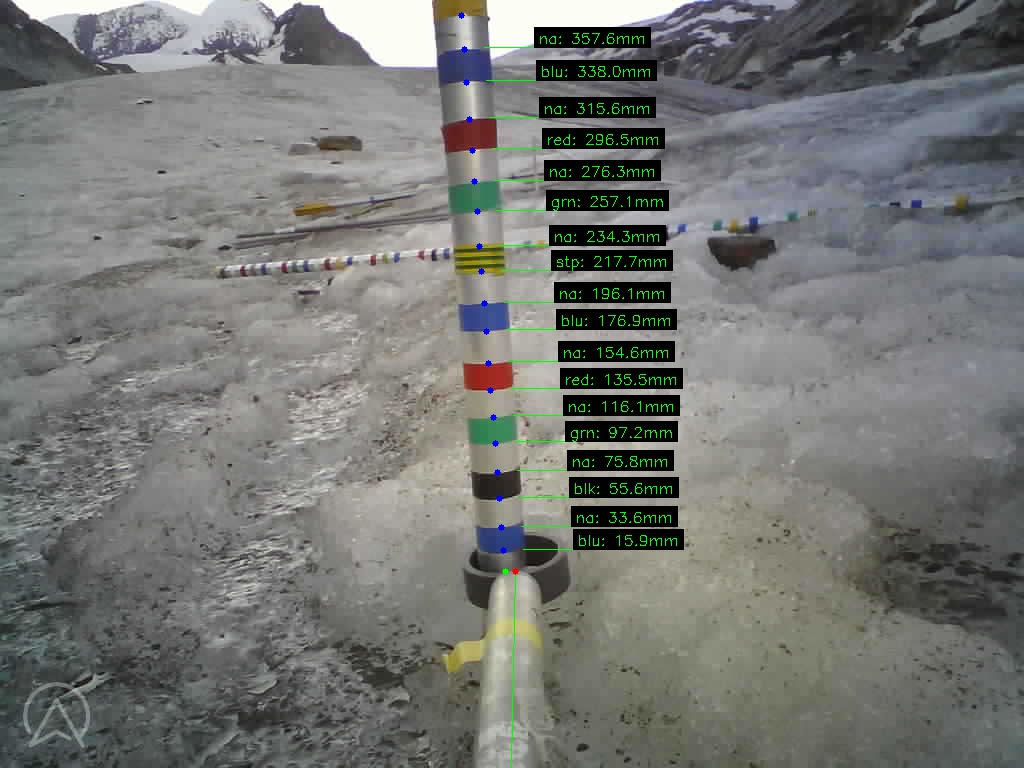 na: 357.6mm
blu: 338.0mm
na: 315.6mm
red: 296.5mm
na: 276.3mm
grn: 257.1mm
na: 234.3mm
stp: 217.7mm
na: 196.1mm
blu: 176.9mm
na: 154.6mm
red: 135.5mm
na: 116.1mm
grn: 97.2mm
na: 75.8mm
blk: 55.6mm
na: 33.6mm
blu: 15.9mm